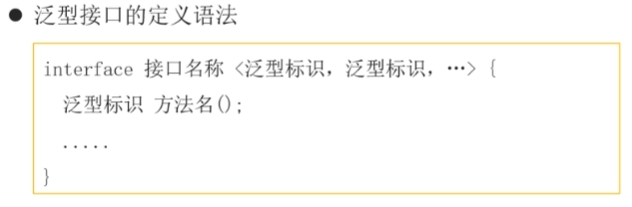 ● 泛型接口的定义语法
interface 接口名称 <泛型标识，泛型标识，…> {
泛型标识 方法名();
.....
}